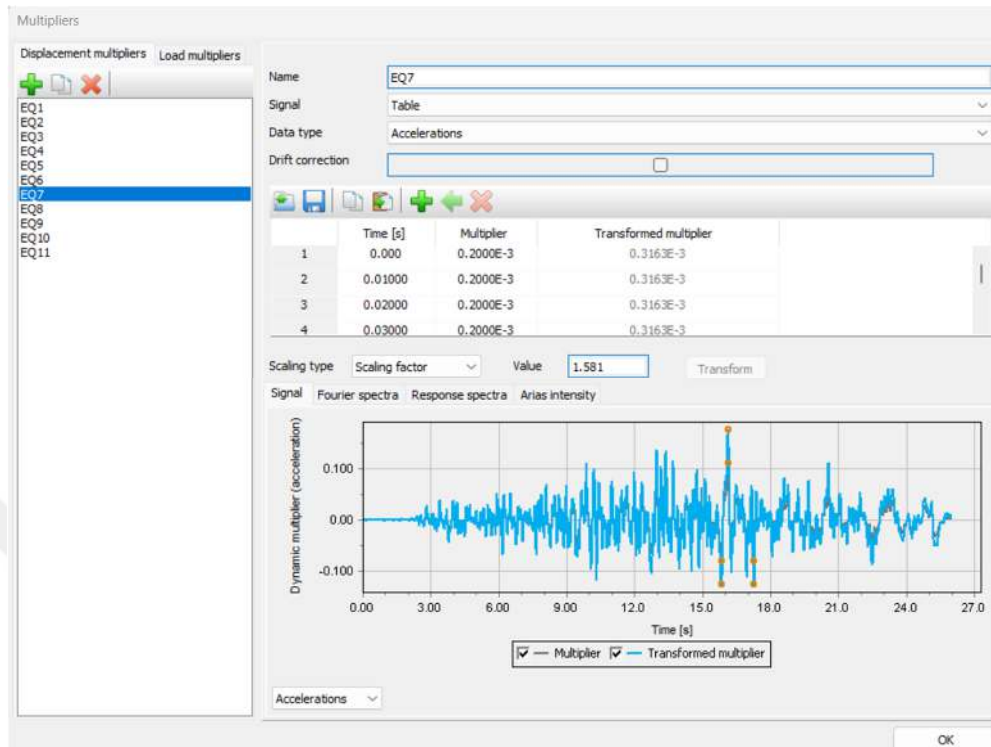 Multipliers
Displacement multipliers Load multipliers
EQ1
EQ2
EQ3
EQ4
EQ5
EQ6
EQ7
EQ8
EQ9
EQ10
EQ11
Name EQ7
Signal Table
Data type Accelerations
Drift correction
Time [s] Multiplier Transformed multiplier
1 0.000 0.2000E-3 0.3163E-3
2 0.01000 0.2000E-3 0.3163E-3
3 0.02000 0.2000E-3 0.3163E-3
4 0.03000 0.2000E-3 0.3163E-3
Scaling type Scaling factor Value 1.581 Transform
Signal Fourier spectra Response spectra Arias intensity
Dynamic multiplier (acceleration)
0.100
0.00
-0.100
0.00 3.00 6.00 9.00 12.0 15.0 18.0 21.0 24.0 27.0
Time [s]
Multiplier Transformed multiplier
Accelerations
OK